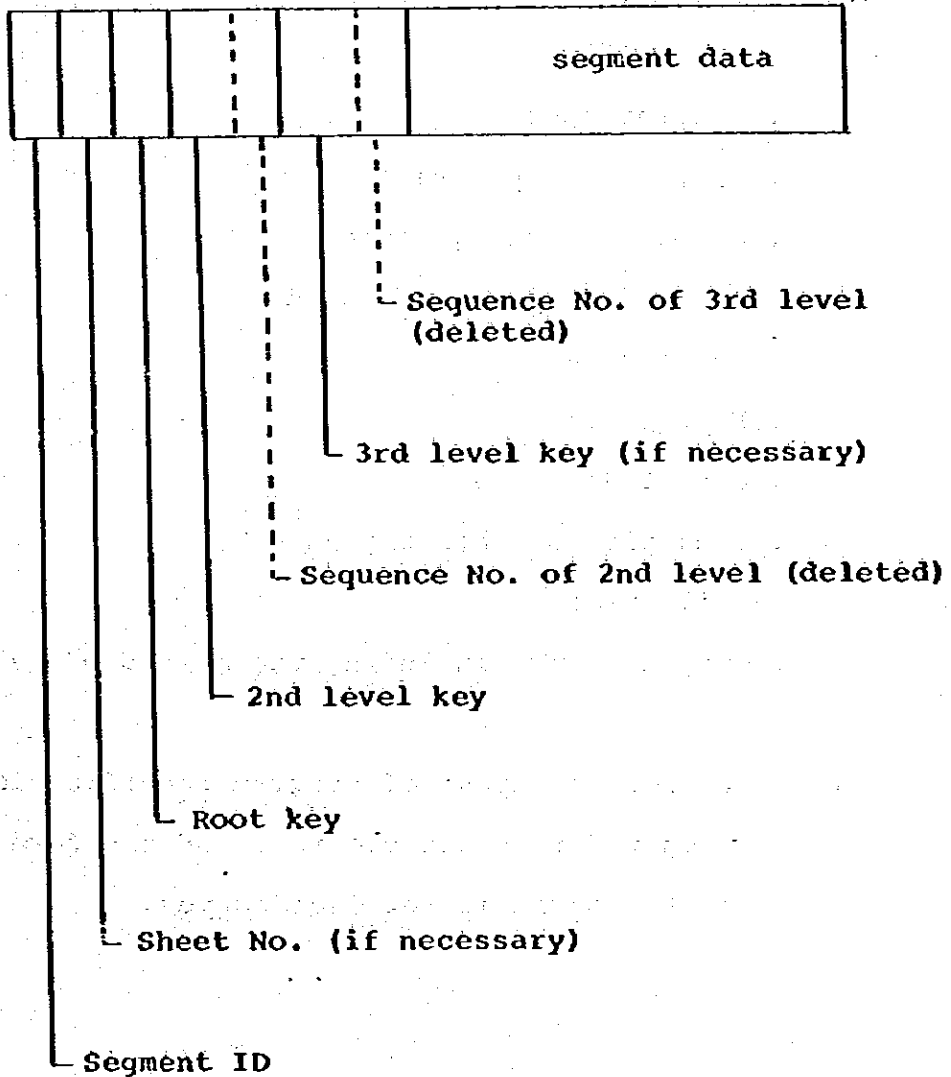 segment data
Sequence No. of 3rd level
(deleted)
3rd level key (if necessary)
Sequence No. of 2nd level (deleted)
2nd level key
Root key
Sheet No. (if necessary)
Segment ID